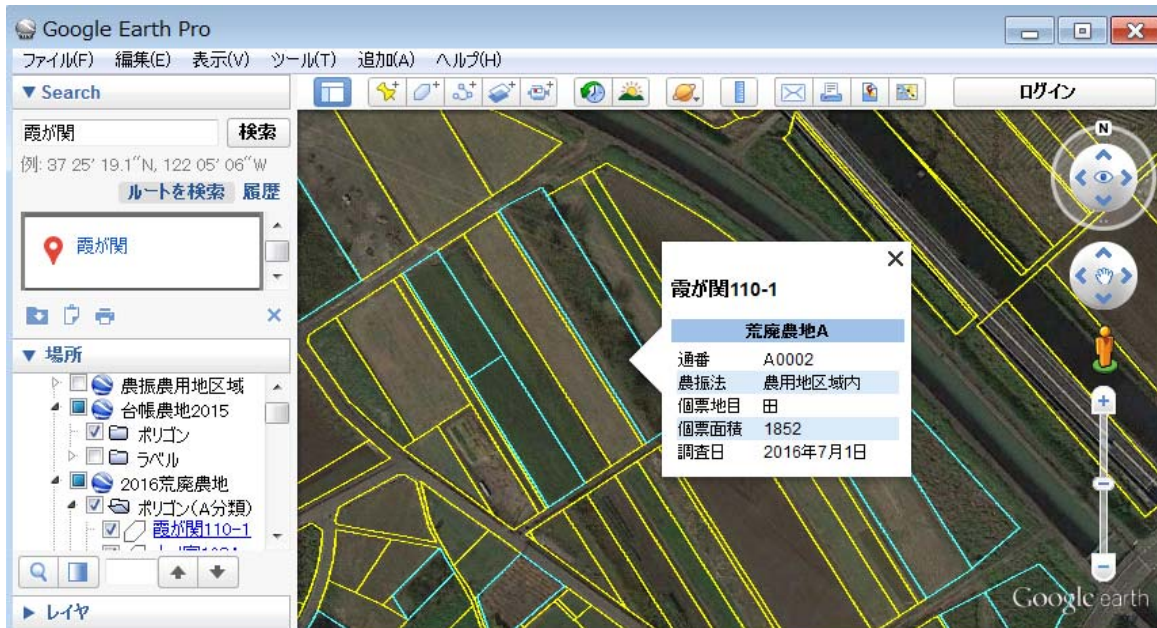 Google Earth Pro
ファイル(F) 編集(E) 表示(V) ツール(T) 追加(A) ヘルプ(H)
▼ Search
ログイン
霞が関 検索
例: 37 25' 19.1"N, 122 05' 06"W
ルートを検索 履歴
霞が関
▼ 場所
農振農用地区域
台帳農地2015
ポリゴン
ラベル
2016荒廃農地
ポリゴン(A分類)
霞が関110-1
▶ レイヤ
N
霞が関110-1
荒廃農地A
通番 A0002
農振法 農用地区域内
個票地目 田
個票面積 1852
調査日 2016年7月1日
Google earth